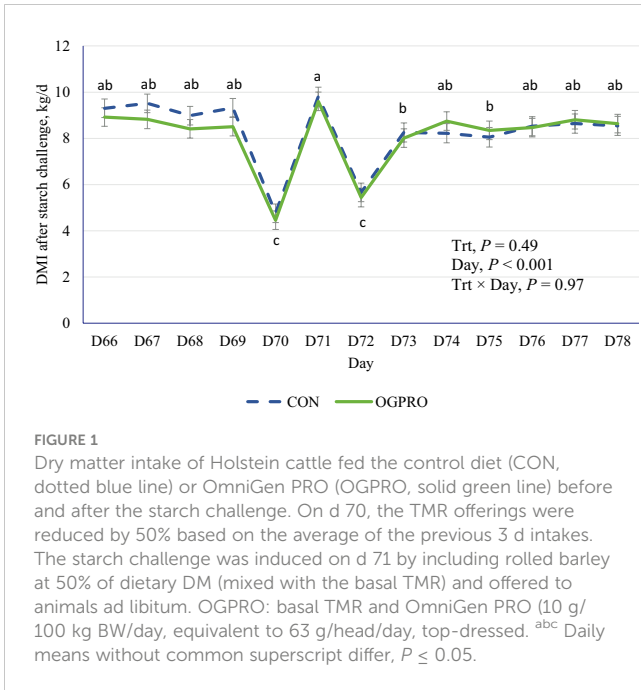 12
10
8
6
4
2
0
DMI after starch challenge, kg/d
ab ab ab ab a ab b ab ab ab
b
c c
Trt, P = 0.49
Day, P < 0.001
Trt × Day, P = 0.97
D66 D67 D68 D69 D70 D71 D72 D73 D74 D75 D76 D77 D78
Day
CON OGPRO
FIGURE 1
Dry matter intake of Holstein cattle fed the control diet (CON,
dotted blue line) or OmniGen PRO (OGPRO, solid green line) before
and after the starch challenge. On d 70, the TMR offerings were
reduced by 50% based on the average of the previous 3 d intakes.
The starch challenge was induced on d 71 by including rolled barley
at 50% of dietary DM (mixed with the basal TMR) and offered to
animals ad libitum. OGPRO: basal TMR and OmniGen PRO (10 g/
100 kg BW/day, equivalent to 63 g/head/day, top-dressed. abc Daily
means without common superscript differ, P ≤ 0.05.